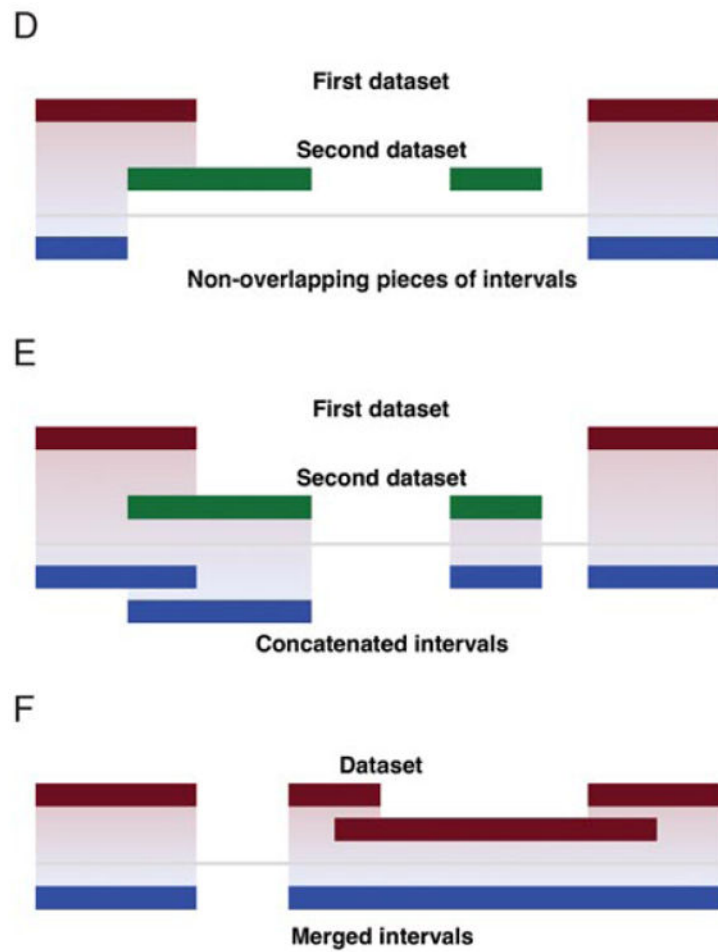 D
First dataset
Second dataset
Non-overlapping pieces of intervals
E
First dataset
Second dataset
Concatenated intervals
F
Dataset
Merged intervals